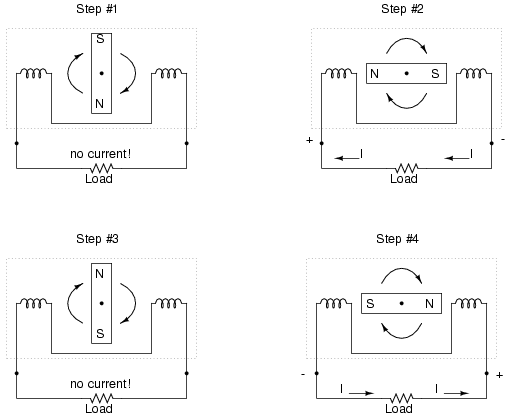 Step #1
S
N
no current!
Load
Step #2
N S
+ -
I I
Load
Step #3
N
S
no current!
Load
Step #4
S N
- +
I I
Load